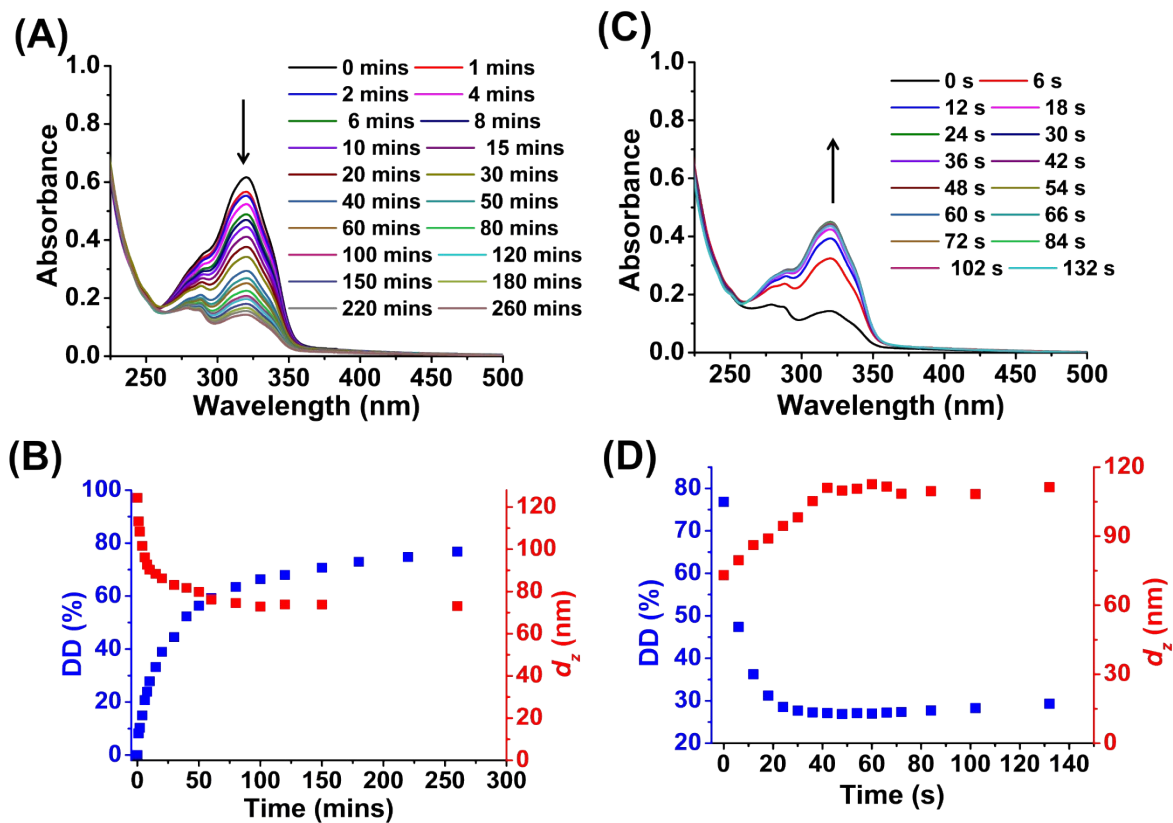 (A)
1.0
0.8
0.6
0.4
0.2
0.0
Absorbance
0 mins 1 mins
2 mins 4 mins
6 mins 8 mins
10 mins 15 mins
20 mins 30 mins
40 mins 50 mins
60 mins 80 mins
100 mins 120 mins
150 mins 180 mins
220 mins 260 mins
250 300 350 400 450 500
Wavelength (nm)
(C)
1.0
0.8
0.6
0.4
0.2
0.0
Absorbance
0 s 6 s
12 s 18 s
24 s 30 s
36 s 42 s
48 s 54 s
60 s 66 s
72 s 84 s
102 s 132 s
250 300 350 400 450 500
Wavelength (nm)
(B)
100
80
60
40
20
0
DD (%)
120
100
80
60
40
20
0
d_z (nm)
0 50 100 150 200 250 300
Time (mins)
(D)
80
70
60
50
40
30
20
DD (%)
120
90
60
30
0
d_z (nm)
0 20 40 60 80 100 120 140
Time (s)